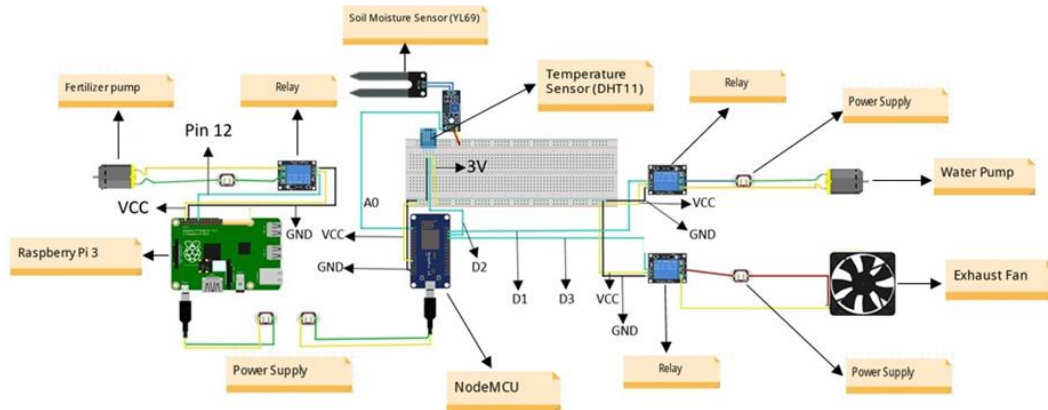 Soil Moisture Sensor (YL69)
Fertilizer pump
Relay
Temperature
Sensor (DHT11)
Relay
Power Supply
Pin 12
3V
Water Pump
A0
VCC
VCC
GND
VCC
GND
Raspberry Pi 3
GND
D2
D1
D3
VCC
GND
Exhaust Fan
Power Supply
NodeMCU
Relay
Power Supply